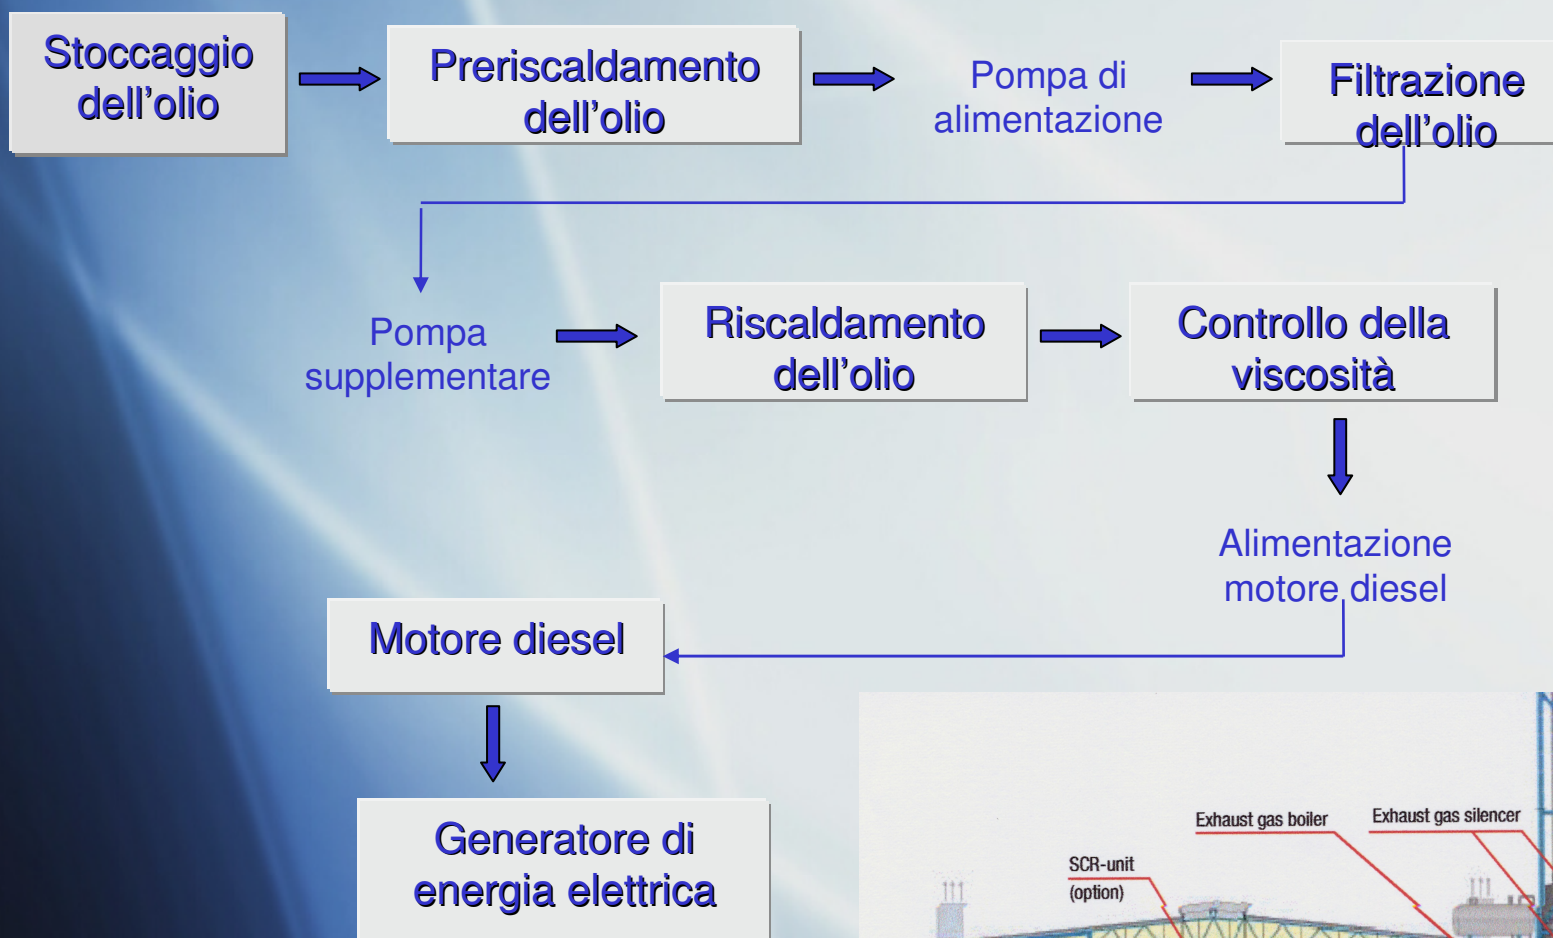 Stoccaggio
dell'olio
Preriscaldamento
dell'olio
Pompa di
alimentazione
Filtrazione
dell'olio
Pompa
supplementare
Riscaldamento
dell'olio
Controllo della
viscosità
Alimentazione
motore diesel
Motore diesel
Generatore di
energia elettrica
Exhaust gas boiler
Exhaust gas silencer
SCR-unit
(option)